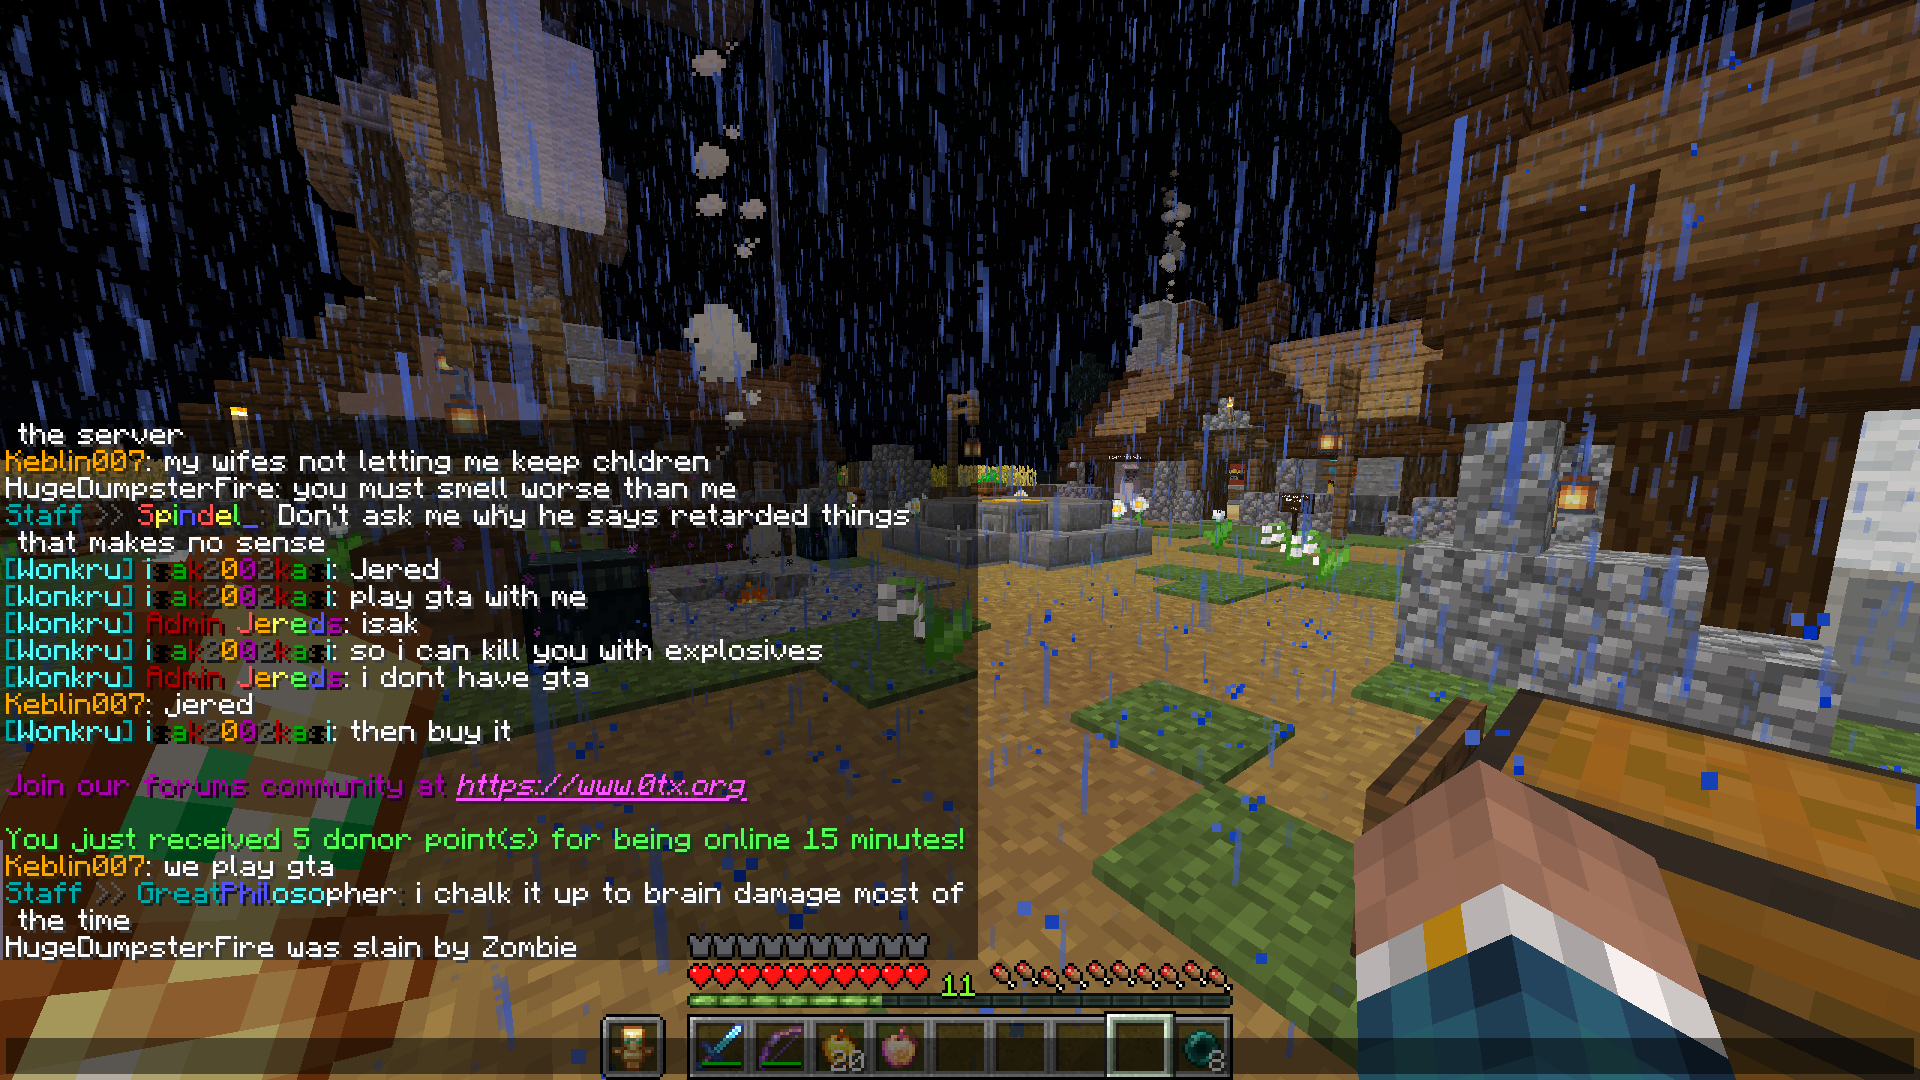 the server
Keblin007: my wifes not letting me keep chldren
HugeDumpsterFire: you must smell worse than me
Staff >> Spindel_: Don't ask me why he says retarded things
that makes no sense
[Wonkru] isak2002kasi: Jered
[Wonkru] isak2002kasi: play gta with me
[Wonkru] Admin Jereds: isak
[Wonkru] isak2002kasi: so i can kill you with explosives
[Wonkru] Admin Jereds: i dont have gta
Keblin007: jered
[Wonkru] isak2002kasi: then buy it
Join our forums community at https://www.0tx.org
You just received 5 donor point(s) for being online 15 minutes!
Keblin007: we play gta
Staff >> GreatPhilosopher: i chalk it up to brain damage most of
the time
HugeDumpsterFire was slain by Zombie
11
20
8